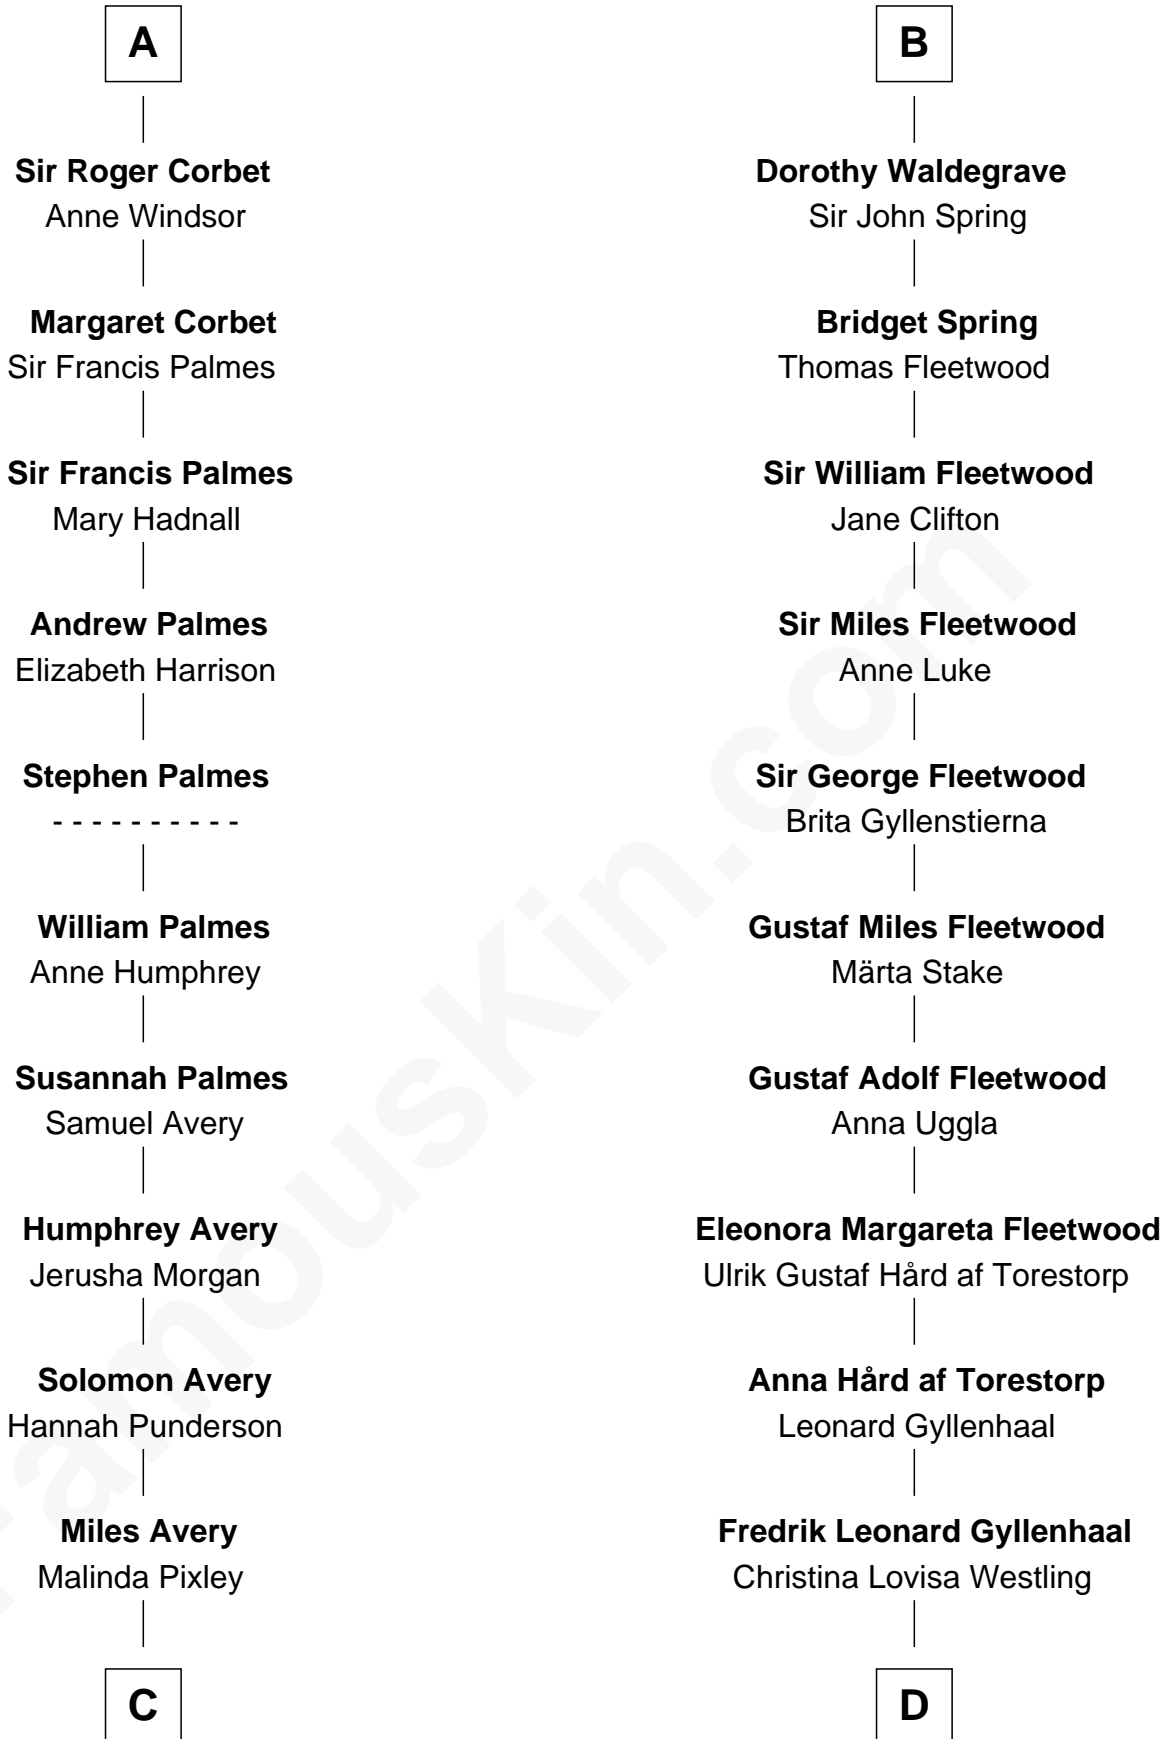 A
Sir Roger Corbet
Anne Windsor
Margaret Corbet
Sir Francis Palmes
Sir Francis Palmes
Mary Hadnall
Andrew Palmes
Elizabeth Harrison
Stephen Palmes
- - - - - - - - - -
William Palmes
Anne Humphrey
Susannah Palmes
Samuel Avery
Humphrey Avery
Jerusha Morgan
Solomon Avery
Hannah Punderson
Miles Avery
Malinda Pixley
C
B
Dorothy Waldegrave
Sir John Spring
Bridget Spring
Thomas Fleetwood
Sir William Fleetwood
Jane Clifton
Sir Miles Fleetwood
Anne Luke
Sir George Fleetwood
Brita Gyllenstierna
Gustaf Miles Fleetwood
Märta Stake
Gustaf Adolf Fleetwood
Anna Uggla
Eleonora Margareta Fleetwood
Ulrik Gustaf Hård af Torestorp
Anna Hård af Torestorp
Leonard Gyllenhaal
Fredrik Leonard Gyllenhaal
Christina Lovisa Westling
D
FamousKin.com